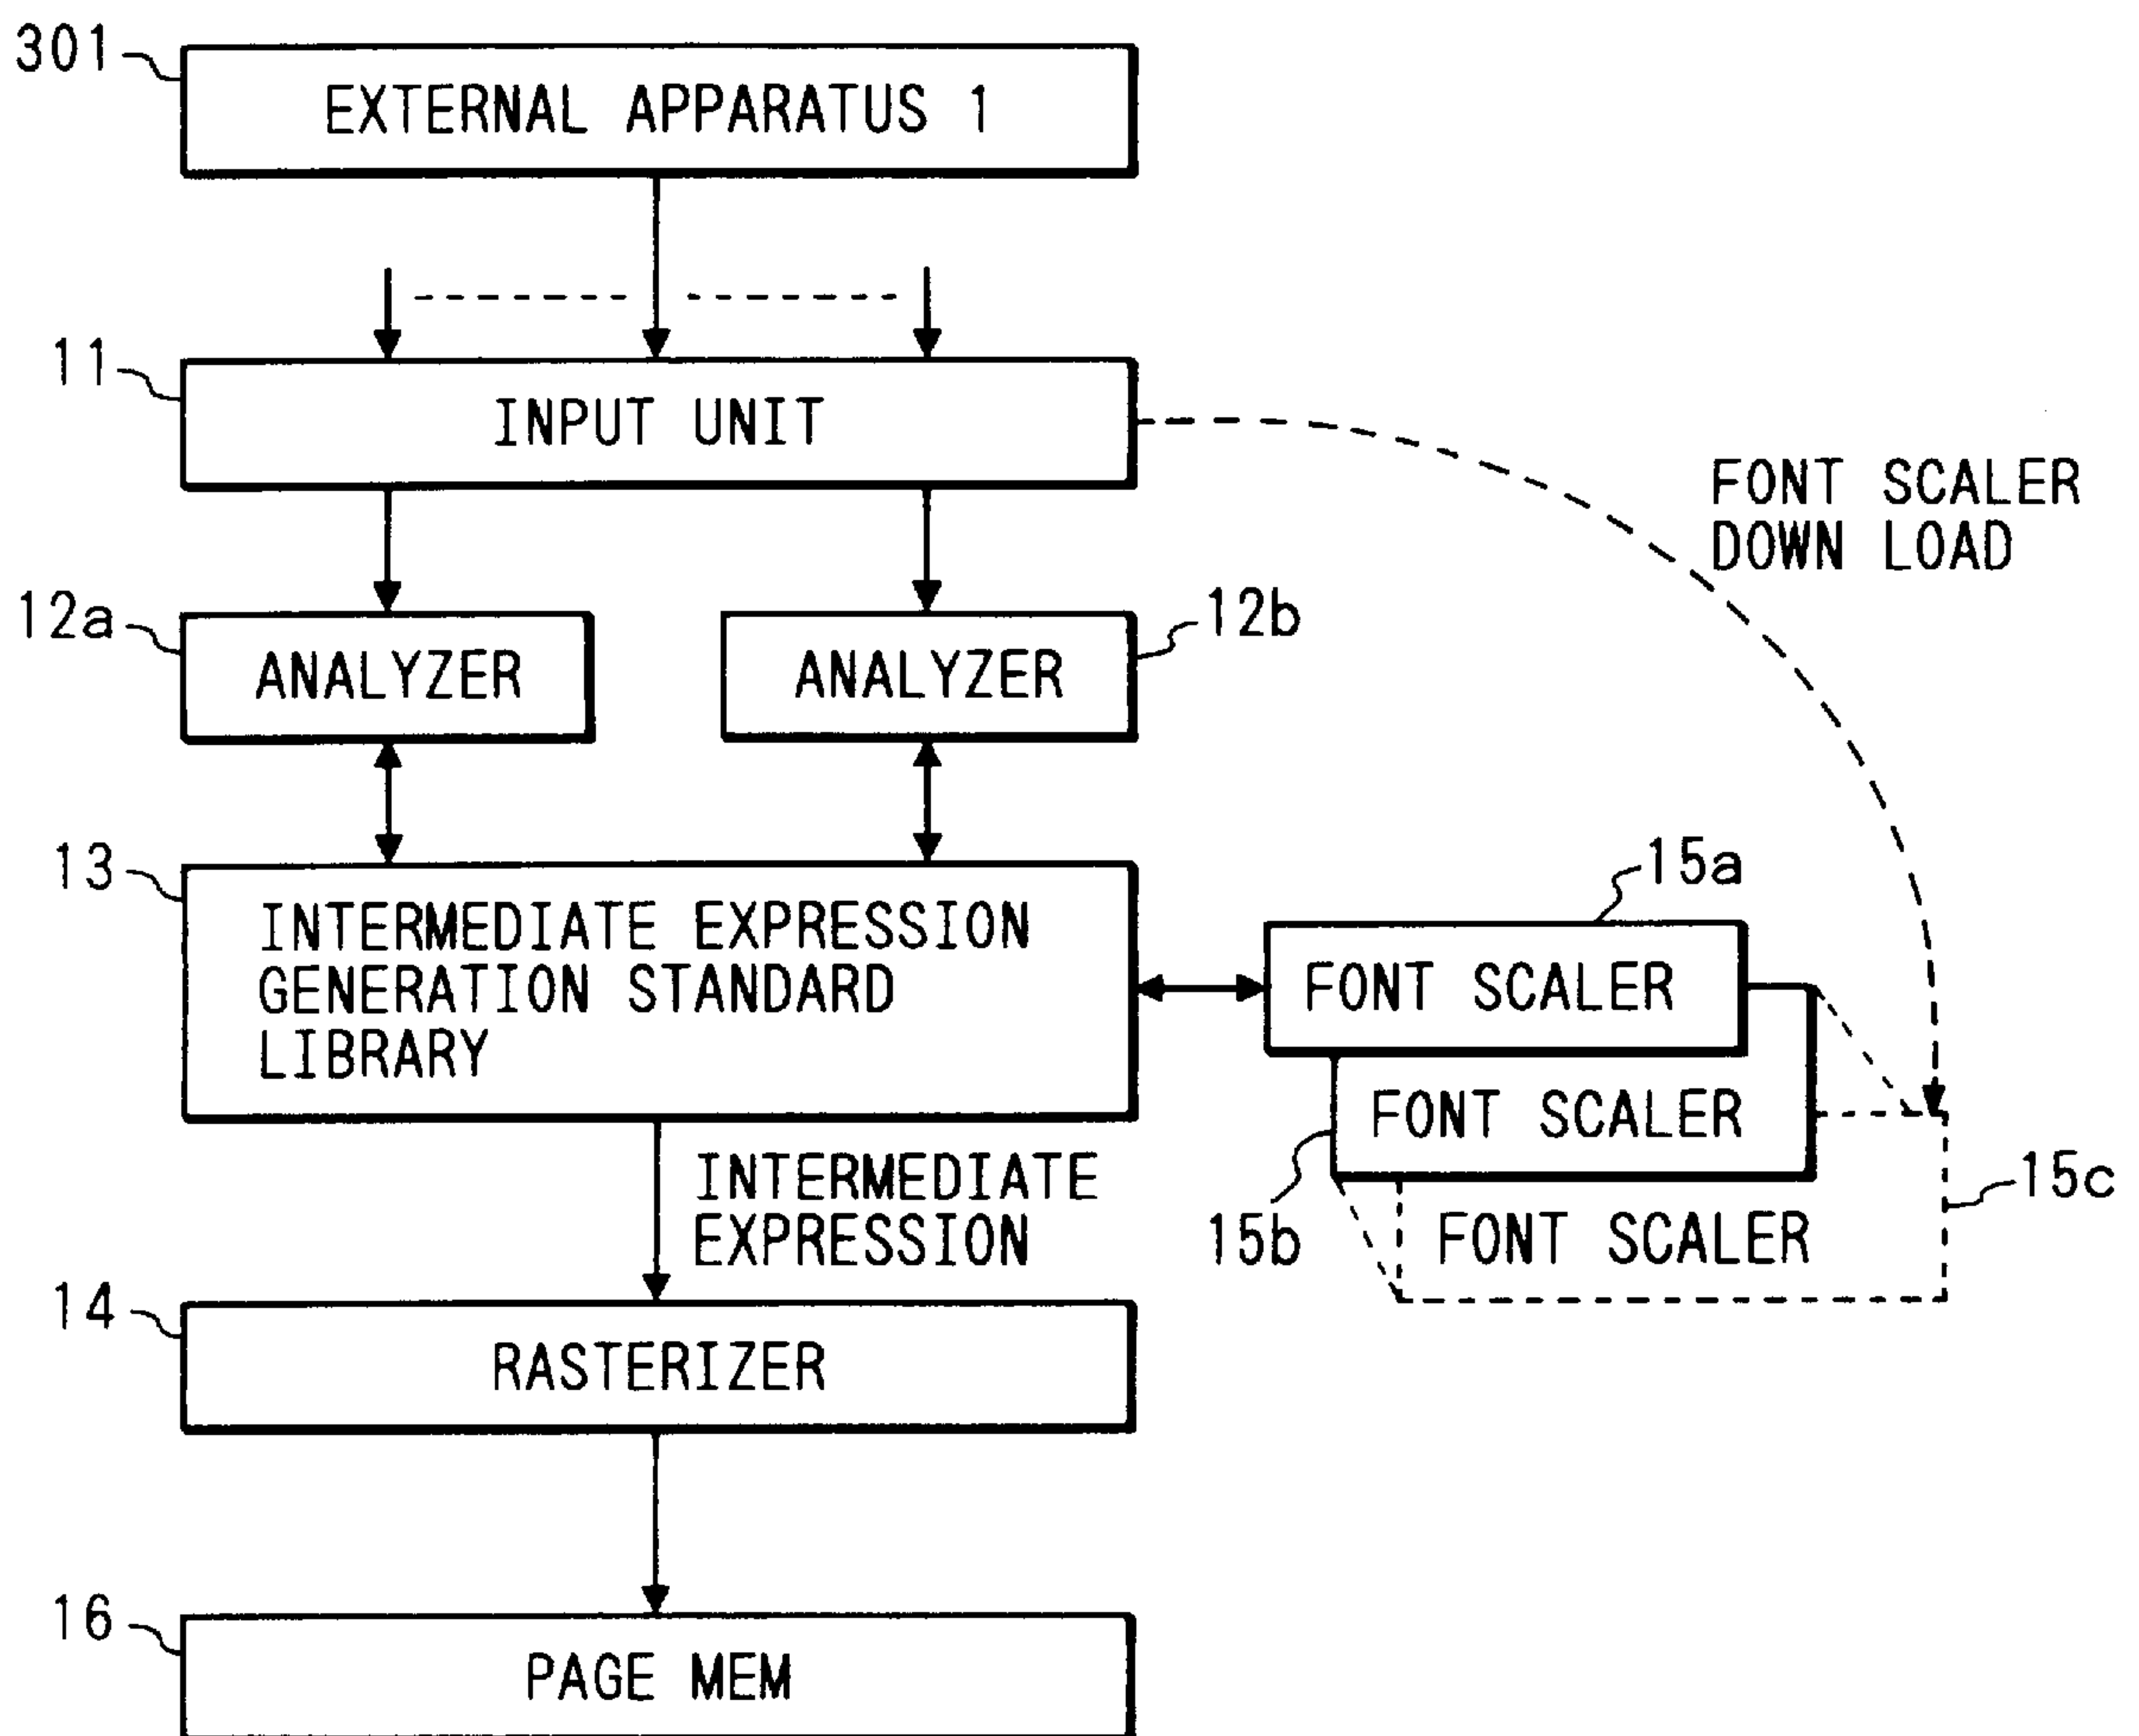 301
EXTERNAL APPARATUS 1
11
INPUT UNIT
FONT SCALER
DOWN LOAD
12a
ANALYZER
ANALYZER
12b
13
INTERMEDIATE EXPRESSION
GENERATION STANDARD
LIBRARY
15a
FONT SCALER
FONT SCALER
15b
FONT SCALER
15c
INTERMEDIATE
EXPRESSION
14
RASTERIZER
16
PAGE MEM